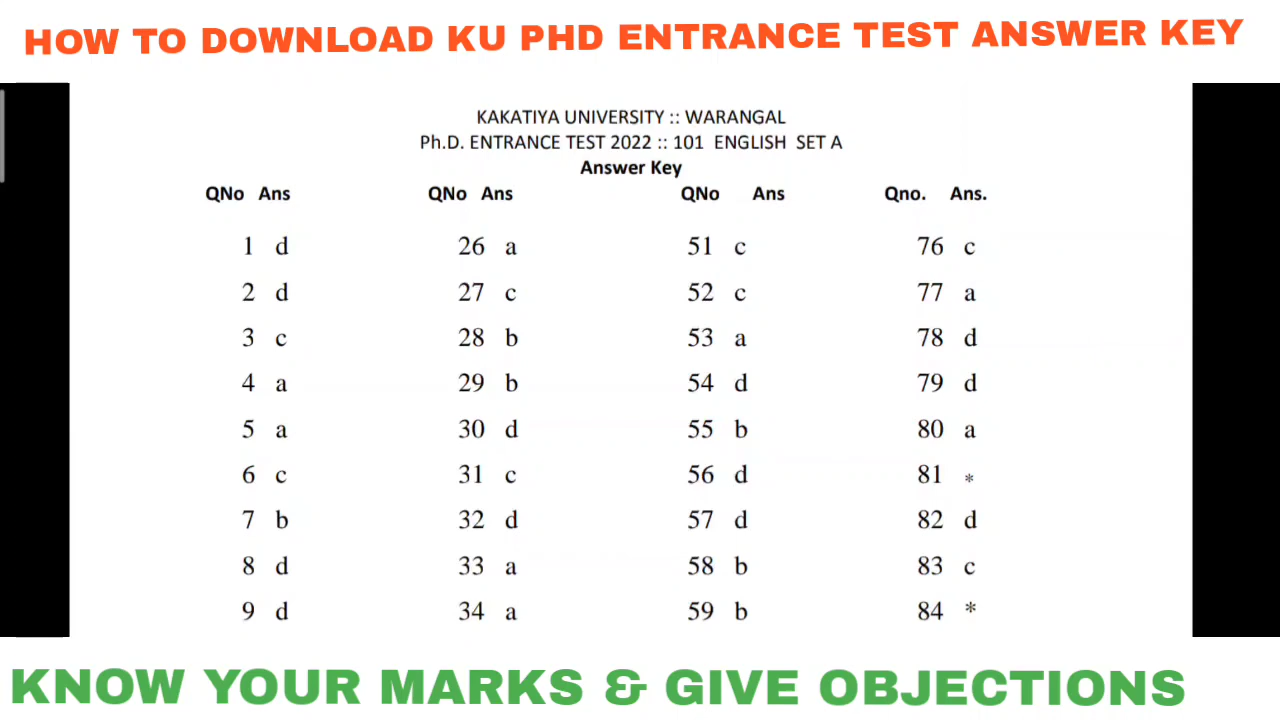 HOW TO DOWNLOAD KU PHD ENTRANCE TEST ANSWER KEY
KAKATIYA UNIVERSITY :: WARANGAL
Ph.D. ENTRANCE TEST 2022 :: 101 ENGLISH SET A
Answer Key
QNo Ans QNo Ans QNo Ans Qno. Ans.
1 d 26 a 51 c 76 c
2 d 27 c 52 c 77 a
3 c 28 b 53 a 78 d
4 a 29 b 54 d 79 d
5 a 30 d 55 b 80 a
6 c 31 c 56 d 81 *
7 b 32 d 57 d 82 d
8 d 33 a 58 b 83 c
9 d 34 a 59 b 84 *
KNOW YOUR MARKS & GIVE OBJECTIONS